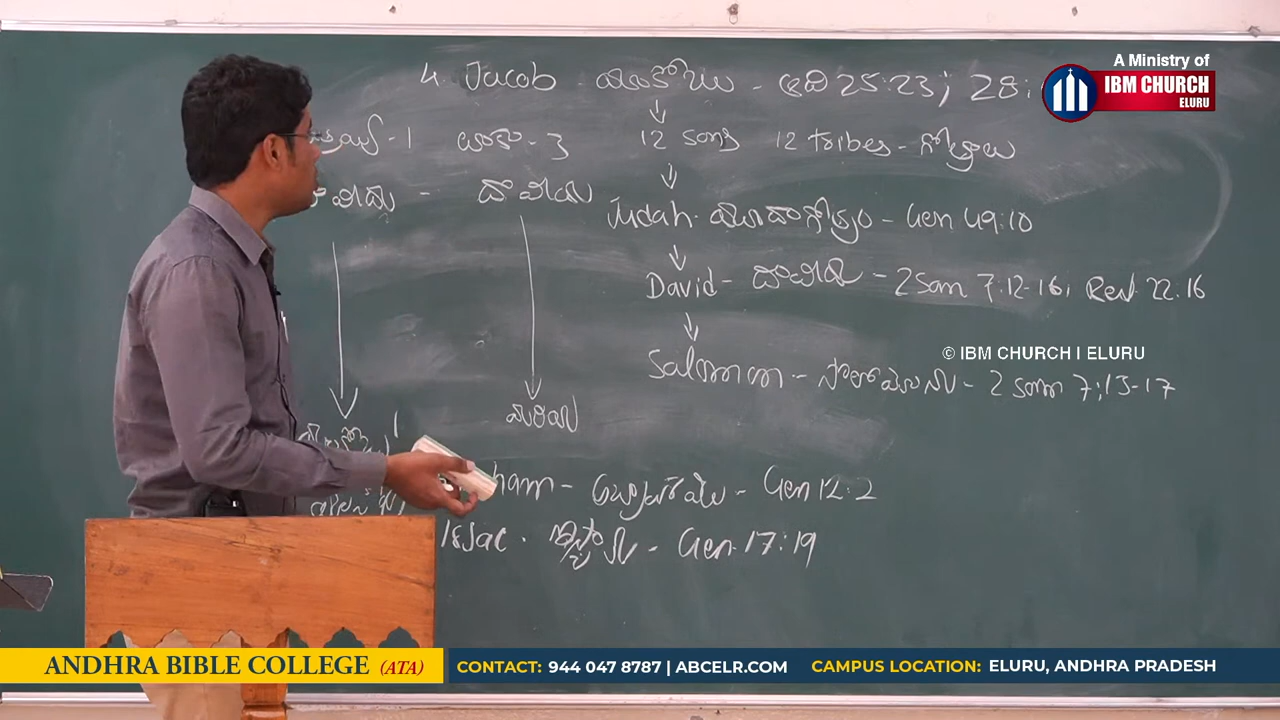 A Ministry of
IBM CHURCH
ELURU
4. Jacob - యాకోబు - ఆది 25:23; 28;
-1 లూకా-3 12 sons 12 tribes - గోత్రాలు
దావీదు - దావీదు
Judah - యూదాగోత్రం - Gen 49:10
David - దావీదు - 2 Sam 7:12-16; Rev. 22:16
© IBM CHURCH I ELURU
Solomon - సొలొమోను - 2 Sam 7:13-17
మరియ
ham - అబ్రాహాము - Gen 12:2
Isaac - ఇస్సాకు - Gen. 17:19
ANDHRA BIBLE COLLEGE (ATA)
CONTACT: 944 047 8787 | ABCELR.COM CAMPUS LOCATION: ELURU, ANDHRA PRADESH